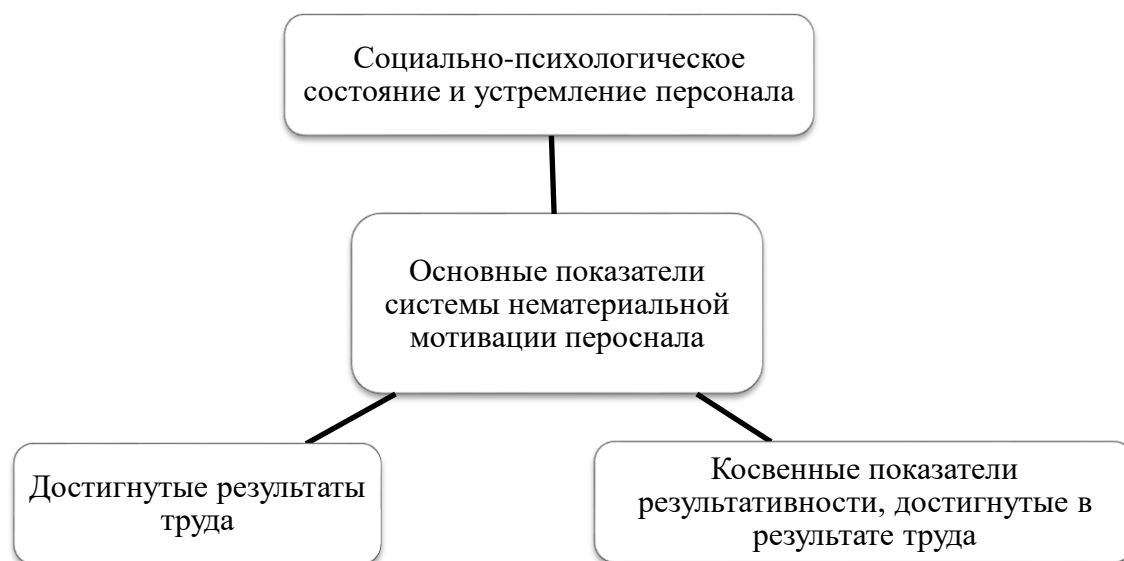 Социально-психологическое
состояние и устремление персонала
Основные показатели
системы нематериальной
мотивации пероснала
Достигнутые результаты
труда
Косвенные показатели
результативности, достигнутые в
результате труда